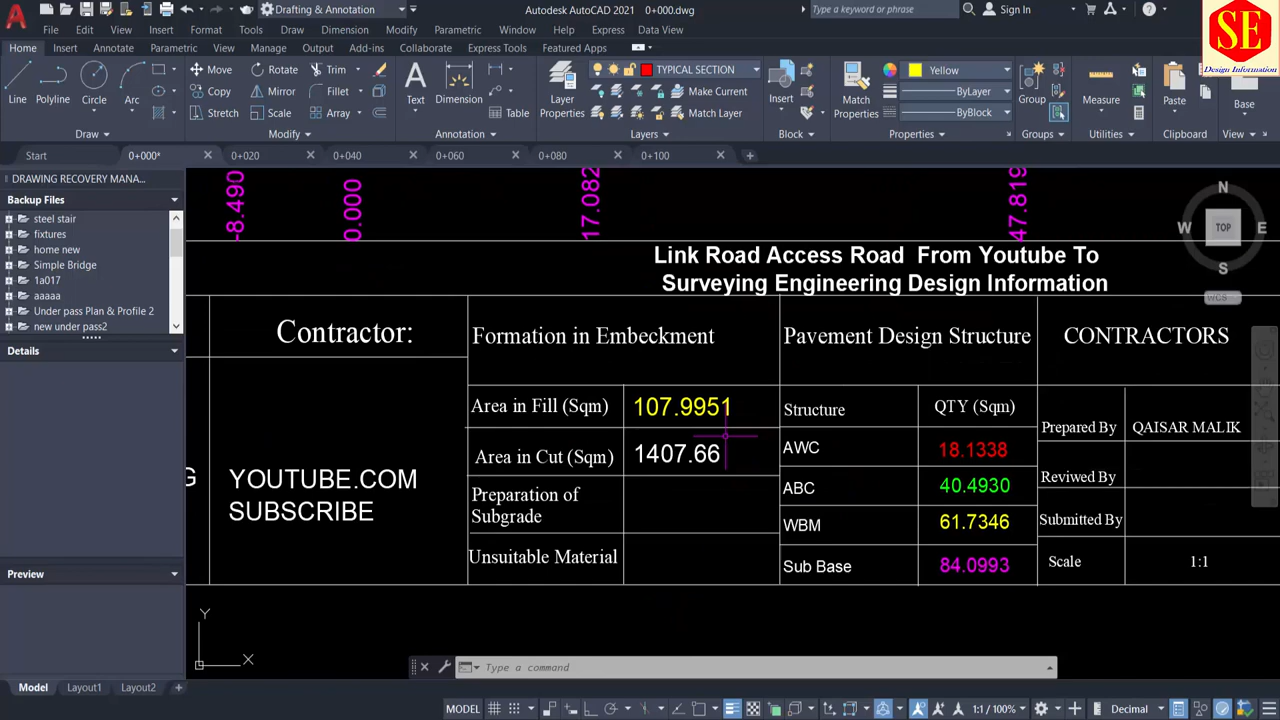 Drafting & Annotation
Autodesk AutoCAD 2021 0+000.dwg
Type a keyword or phrase
Sign In
SE
Design Information
File Edit View Insert Format Tools Draw Dimension Modify Parametric Window Help Express Data View
Home Insert Annotate Parametric View Manage Output Add-ins Collaborate Express Tools Featured Apps
Line
Polyline
Circle
Arc
Move
Rotate
Trim
Copy
Mirror
Fillet
Stretch
Scale
Array
Text
Dimension
Table
Layer
Properties
TYPICAL SECTION
Make Current
Match Layer
Insert
Match
Properties
Yellow
ByLayer
ByBlock
Group
Measure
Paste
Base
Draw
Modify
Annotation
Layers
Block
Properties
Groups
Utilities
Clipboard
View
Start
0+000*
0+020
0+040
0+060
0+080
0+100
DRAWING RECOVERY MANA...
Backup Files
steel stair
fixtures
home new
Simple Bridge
1a017
aaaaa
Under pass Plan & Profile 2
new under pass2
Details
Preview
-8.490
0.000
17.082
47.819
N
W
TOP
E
S
WCS
Link Road Access Road From Youtube To
Surveying Engineering Design Information
Contractor:
G
YOUTUBE.COM
SUBSCRIBE
Formation in Embeckment
Area in Fill (Sqm) 107.9951
Area in Cut (Sqm) 1407.66
Preparation of
Subgrade
Unsuitable Material
Pavement Design Structure
Structure QTY (Sqm)
AWC 18.1338
ABC 40.4930
WBM 61.7346
Sub Base 84.0993
CONTRACTORS
Prepared By QAISAR MALIK
Reviwed By
Submitted By
Scale 1:1
Y
X
Type a command
Model Layout1 Layout2
MODEL
1:1 / 100%
Decimal